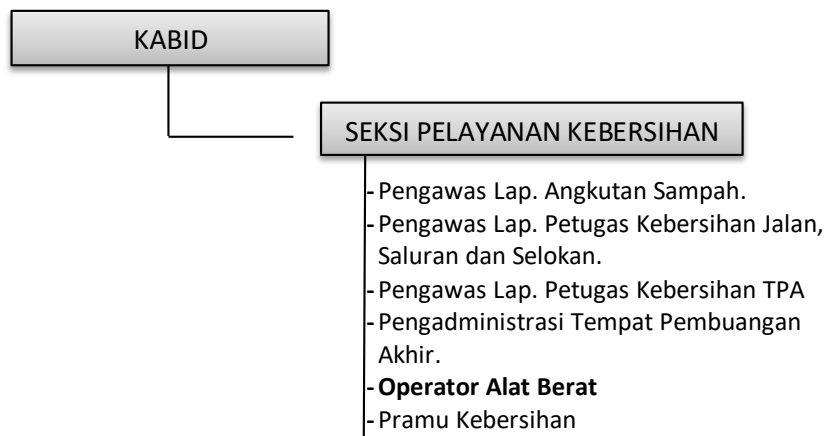 KABID
SEKSI PELAYANAN KEBERSIHAN
- Pengawas Lap. Angkutan Sampah.
- Pengawas Lap. Petugas Kebersihan Jalan,
Saluran dan Selokan.
- Pengawas Lap. Petugas Kebersihan TPA
- Pengadministrasi Tempat Pembuangan
Akhir.
- Operator Alat Berat
- Pramu Kebersihan